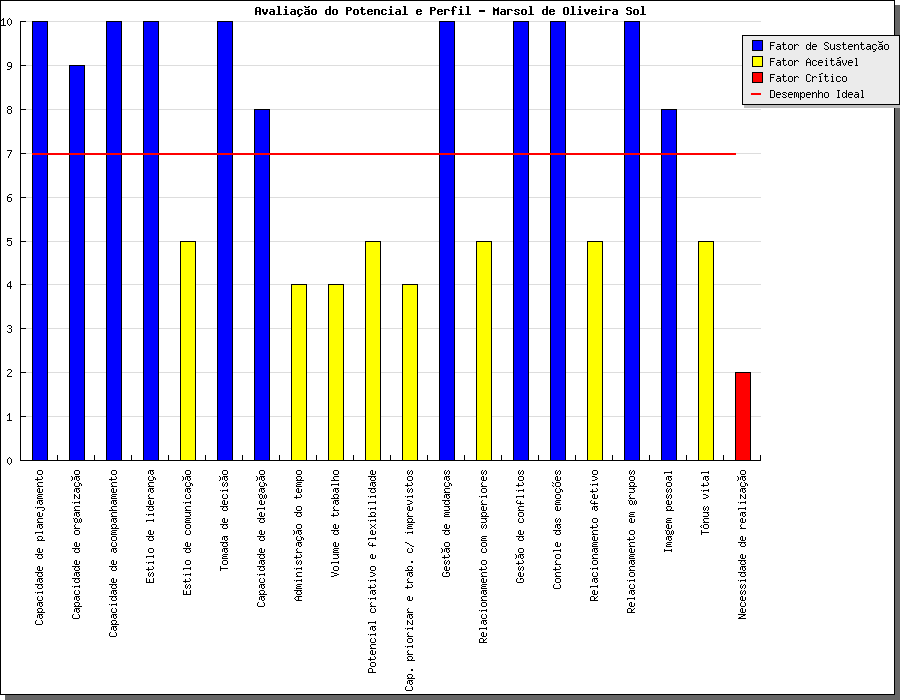 Avaliação do Potencial e Perfil - Marsol de Oliveira Sol
Fator de Sustentação
Fator Aceitável
Fator Crítico
Desempenho Ideal
10
9
8
7
6
5
4
3
2
1
0
Capacidade de planejamento
Capacidade de organização
Capacidade de acompanhamento
Estilo de liderança
Estilo de comunicação
Tomada de decisão
Capacidade de delegação
Administração do tempo
Volume de trabalho
Potencial criativo e flexibilidade
Cap. priorizar e trab. c/ imprevistos
Gestão de mudanças
Relacionamento com superiores
Gestão de conflitos
Controle das emoções
Relacionamento afetivo
Relacionamento em grupos
Imagem pessoal
Tônus vital
Necessidade de realização